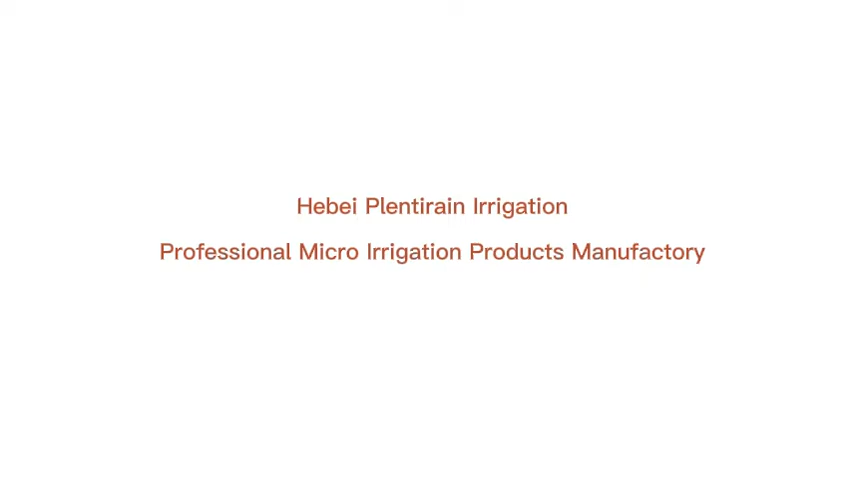 Hebei Plentirain Irrigation
Professional Micro Irrigation Products Manufactory